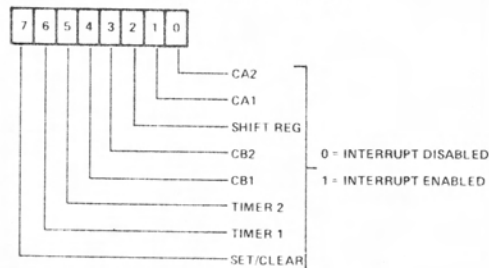 7 6 5 4 3 2 1 0
CA2
CA1
SHIFT REG
CB2
0 = INTERRUPT DISABLED
CB1
1 = INTERRUPT ENABLED
TIMER 2
TIMER 1
SET/CLEAR